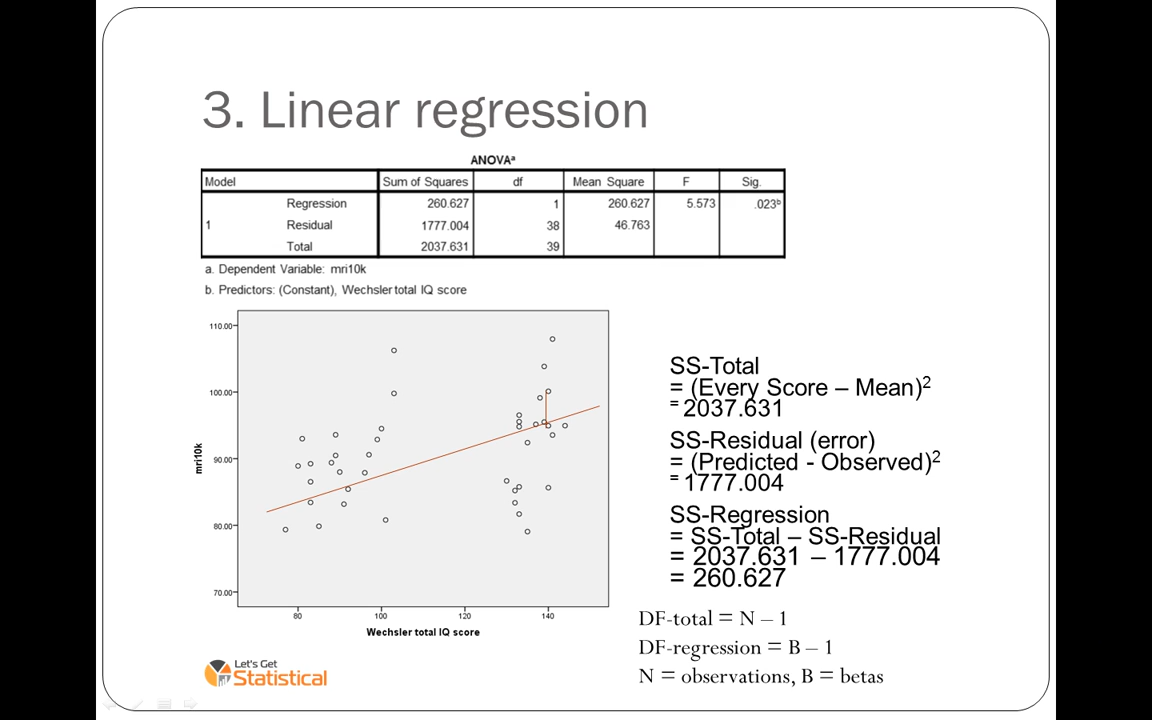 3. Linear regression
ANOVAa
Model Sum of Squares df Mean Square F Sig.
1 Regression 260.627 1 260.627 5.573 .023b
Residual 1777.004 38 46.763
Total 2037.631 39
a. Dependent Variable: mri10k
b. Predictors: (Constant), Wechsler total IQ score
110.00
100.00
90.00
80.00
70.00
mri10k
80 100 120 140
Wechsler total IQ score
SS-Total
= (Every Score – Mean)2
= 2037.631
SS-Residual (error)
= (Predicted - Observed)2
= 1777.004
SS-Regression
= SS-Total – SS-Residual
= 2037.631 – 1777.004
= 260.627
DF-total = N – 1
DF-regression = B – 1
N = observations, B = betas
Let's Get
Statistical